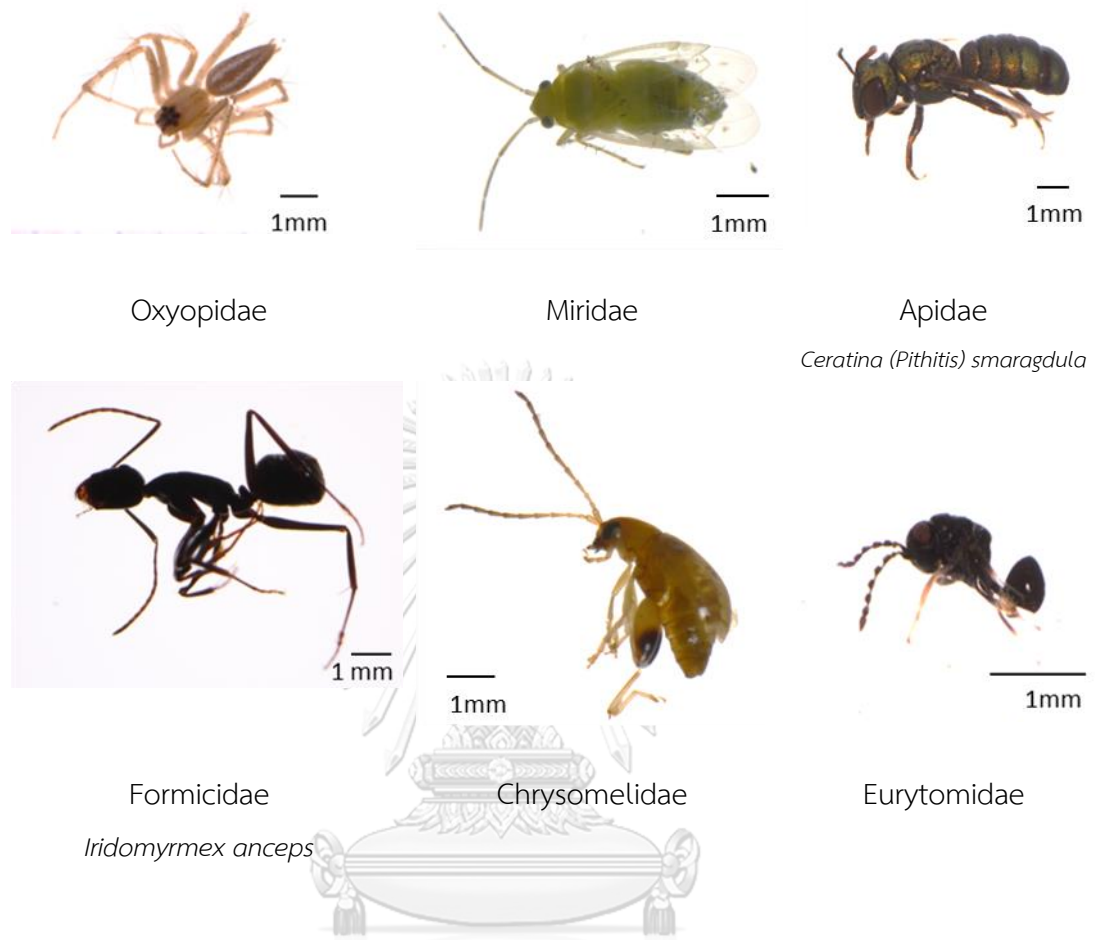 1mm
1mm
1mm
Oxyopidae
Miridae
Apidae
Ceratina (Pithitis) smaragdula
1 mm
1mm
1mm
Formicidae
Chrysomelidae
Eurytomidae
Iridomyrmex anceps